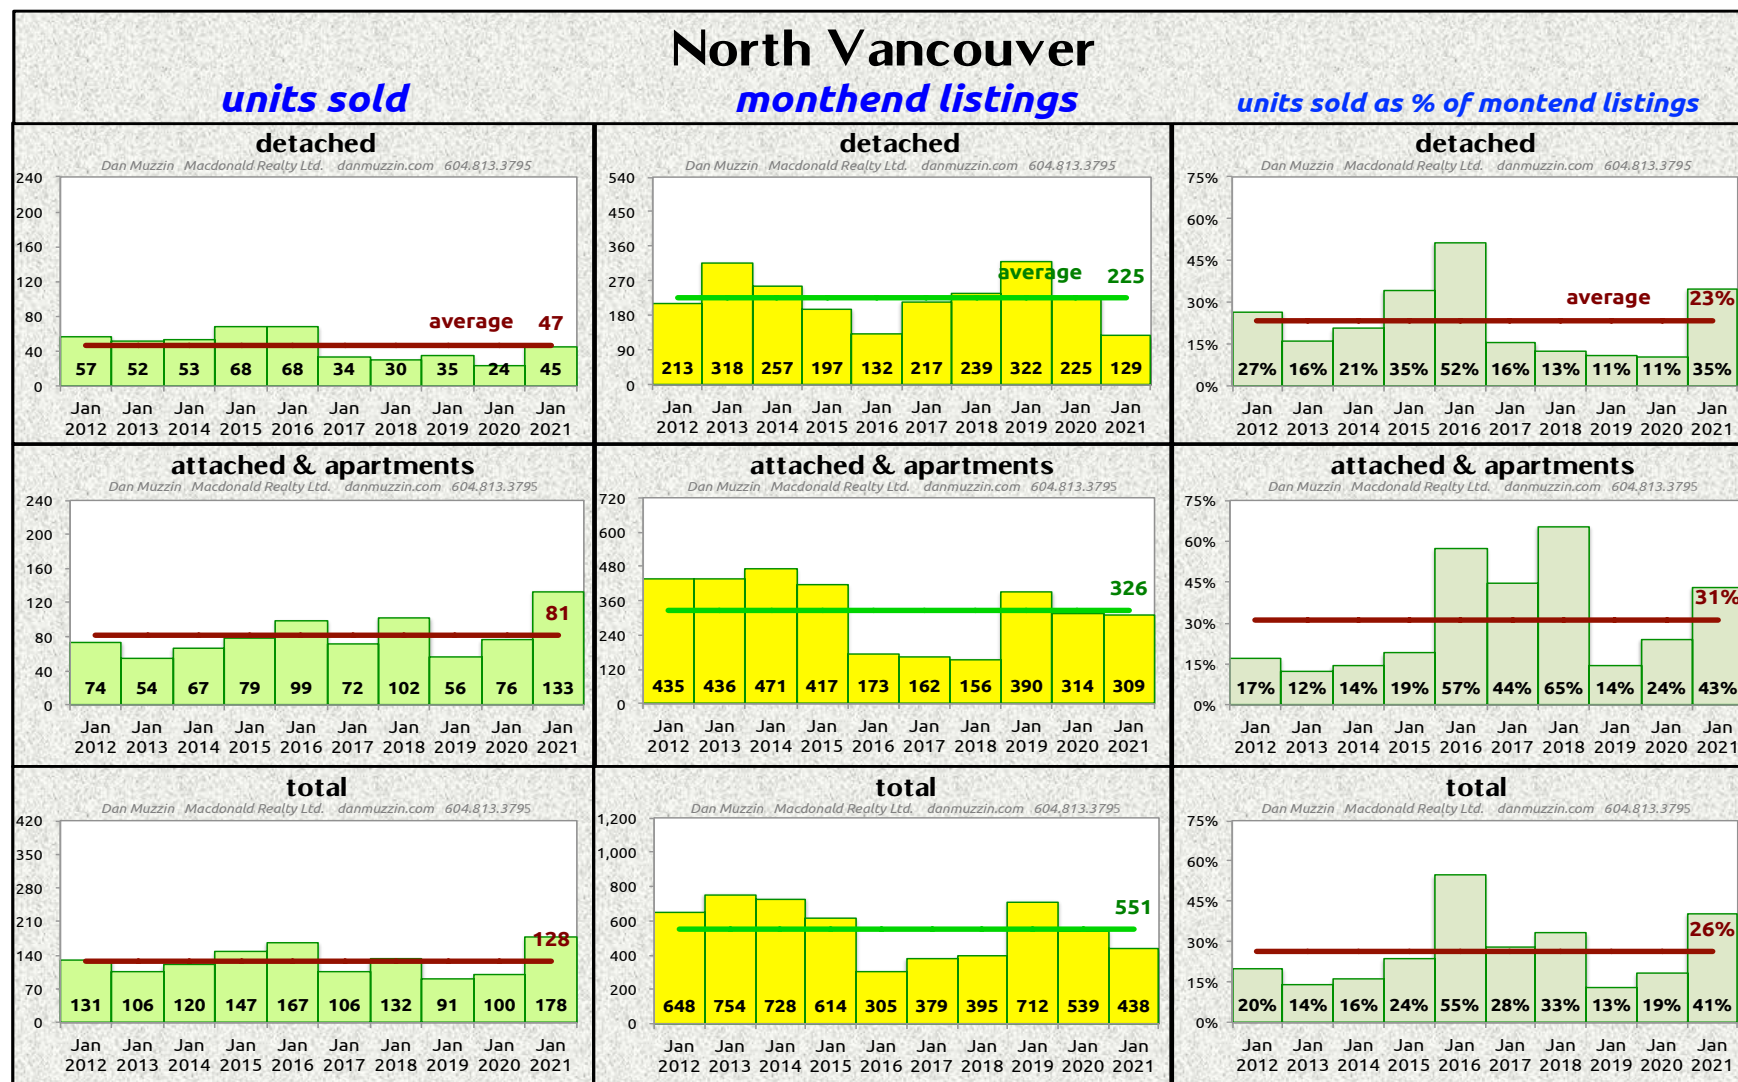 North Vancouver
units sold
monthend listings
units sold as % of montend listings
detached
Dan Muzzin Macdonald Realty Ltd. danmuzzin.com 604.813.3795
240
200
160
120
80
40
0
average 47
57 52 53 68 68 34 30 35 24 45
Jan Jan Jan Jan Jan Jan Jan Jan Jan Jan
2012 2013 2014 2015 2016 2017 2018 2019 2020 2021
detached
Dan Muzzin Macdonald Realty Ltd. danmuzzin.com 604.813.3795
540
450
360
270
180
90
0
average 225
213 318 257 197 132 217 239 322 225 129
Jan Jan Jan Jan Jan Jan Jan Jan Jan Jan
2012 2013 2014 2015 2016 2017 2018 2019 2020 2021
detached
Dan Muzzin Macdonald Realty Ltd. danmuzzin.com 604.813.3795
75%
60%
45%
30%
15%
0%
average 23%
27% 16% 21% 35% 52% 16% 13% 11% 11% 35%
Jan Jan Jan Jan Jan Jan Jan Jan Jan Jan
2012 2013 2014 2015 2016 2017 2018 2019 2020 2021
attached & apartments
Dan Muzzin Macdonald Realty Ltd. danmuzzin.com 604.813.3795
240
200
160
120
80
40
0
81
74 54 67 79 99 72 102 56 76 133
Jan Jan Jan Jan Jan Jan Jan Jan Jan Jan
2012 2013 2014 2015 2016 2017 2018 2019 2020 2021
attached & apartments
Dan Muzzin Macdonald Realty Ltd. danmuzzin.com 604.813.3795
720
600
480
360
240
120
0
326
435 436 471 417 173 162 156 390 314 309
Jan Jan Jan Jan Jan Jan Jan Jan Jan Jan
2012 2013 2014 2015 2016 2017 2018 2019 2020 2021
attached & apartments
Dan Muzzin Macdonald Realty Ltd. danmuzzin.com 604.813.3795
75%
60%
45%
30%
15%
0%
31%
17% 12% 14% 19% 57% 44% 65% 14% 24% 43%
Jan Jan Jan Jan Jan Jan Jan Jan Jan Jan
2012 2013 2014 2015 2016 2017 2018 2019 2020 2021
total
Dan Muzzin Macdonald Realty Ltd. danmuzzin.com 604.813.3795
420
350
280
210
140
70
0
128
131 106 120 147 167 106 132 91 100 178
Jan Jan Jan Jan Jan Jan Jan Jan Jan Jan
2012 2013 2014 2015 2016 2017 2018 2019 2020 2021
total
Dan Muzzin Macdonald Realty Ltd. danmuzzin.com 604.813.3795
1,200
1,000
800
600
400
200
0
551
648 754 728 614 305 379 395 712 539 438
Jan Jan Jan Jan Jan Jan Jan Jan Jan Jan
2012 2013 2014 2015 2016 2017 2018 2019 2020 2021
total
Dan Muzzin Macdonald Realty Ltd. danmuzzin.com 604.813.3795
75%
60%
45%
30%
15%
0%
26%
20% 14% 16% 24% 55% 28% 33% 13% 19% 41%
Jan Jan Jan Jan Jan Jan Jan Jan Jan Jan
2012 2013 2014 2015 2016 2017 2018 2019 2020 2021